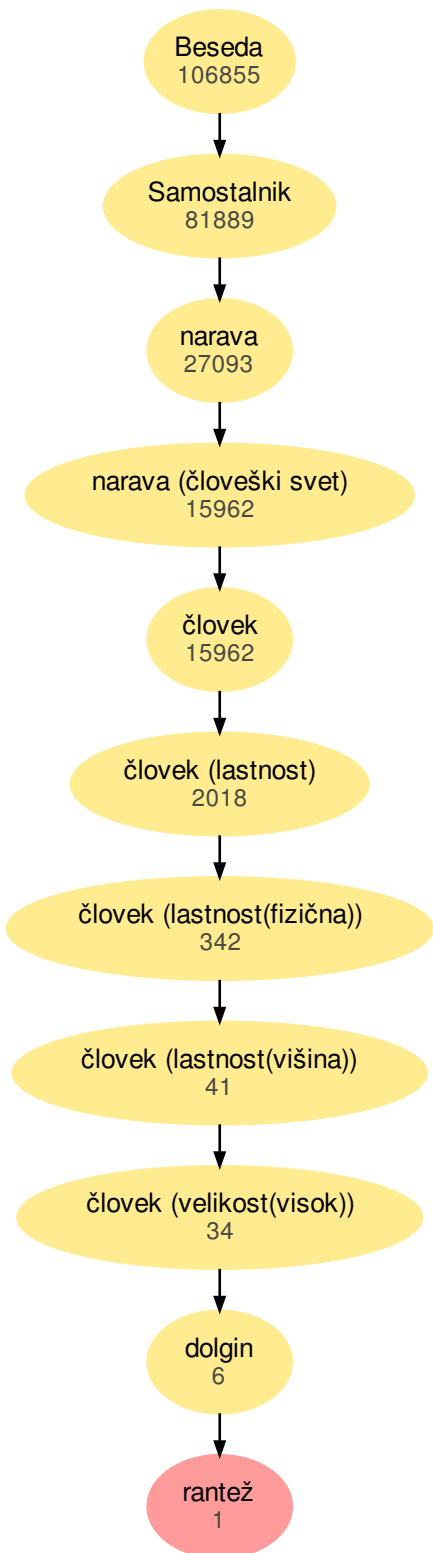 Beseda
106855
Samostalnik
81889
narava
27093
narava (človeški svet)
15962
človek
15962
človek (lastnost)
2018
človek (lastnost(fizična))
342
človek (lastnost(višina))
41
človek (velikost(visok))
34
dolgin
6
rantež
1